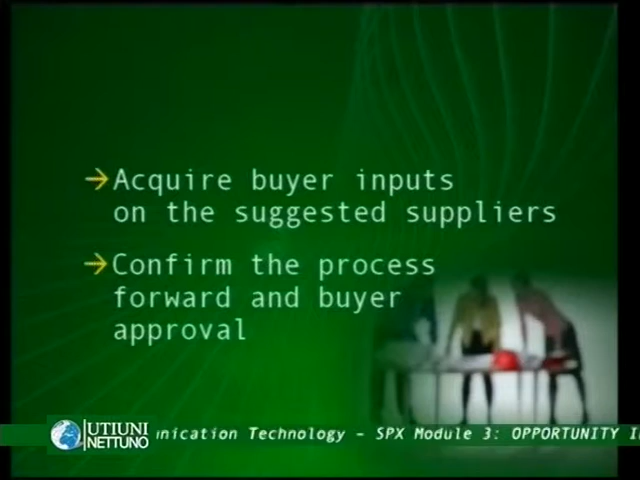 →Acquire buyer inputs
on the suggested suppliers
→Confirm the process
forward and buyer
approval
UTIUNI
NETTUNO
Technology – SPX Module 3: OPPORTUNITY